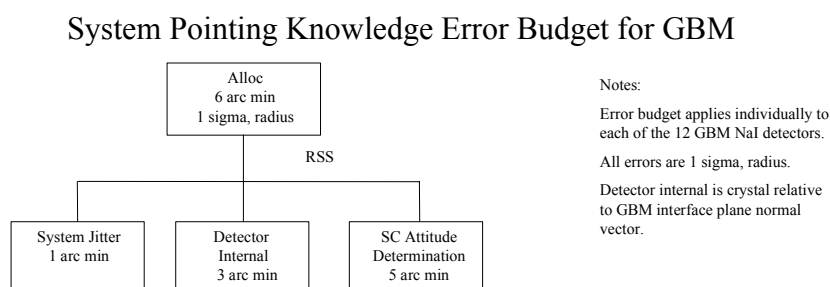 System Pointing Knowledge Error Budget for GBM
Alloc
6 arc min
1 sigma, radius
RSS
System Jitter
1 arc min
Detector
Internal
3 arc min
SC Attitude
Determination
5 arc min
Notes:
Error budget applies individually to
each of the 12 GBM NaI detectors.
All errors are 1 sigma, radius.
Detector internal is crystal relative
to GBM interface plane normal
vector.